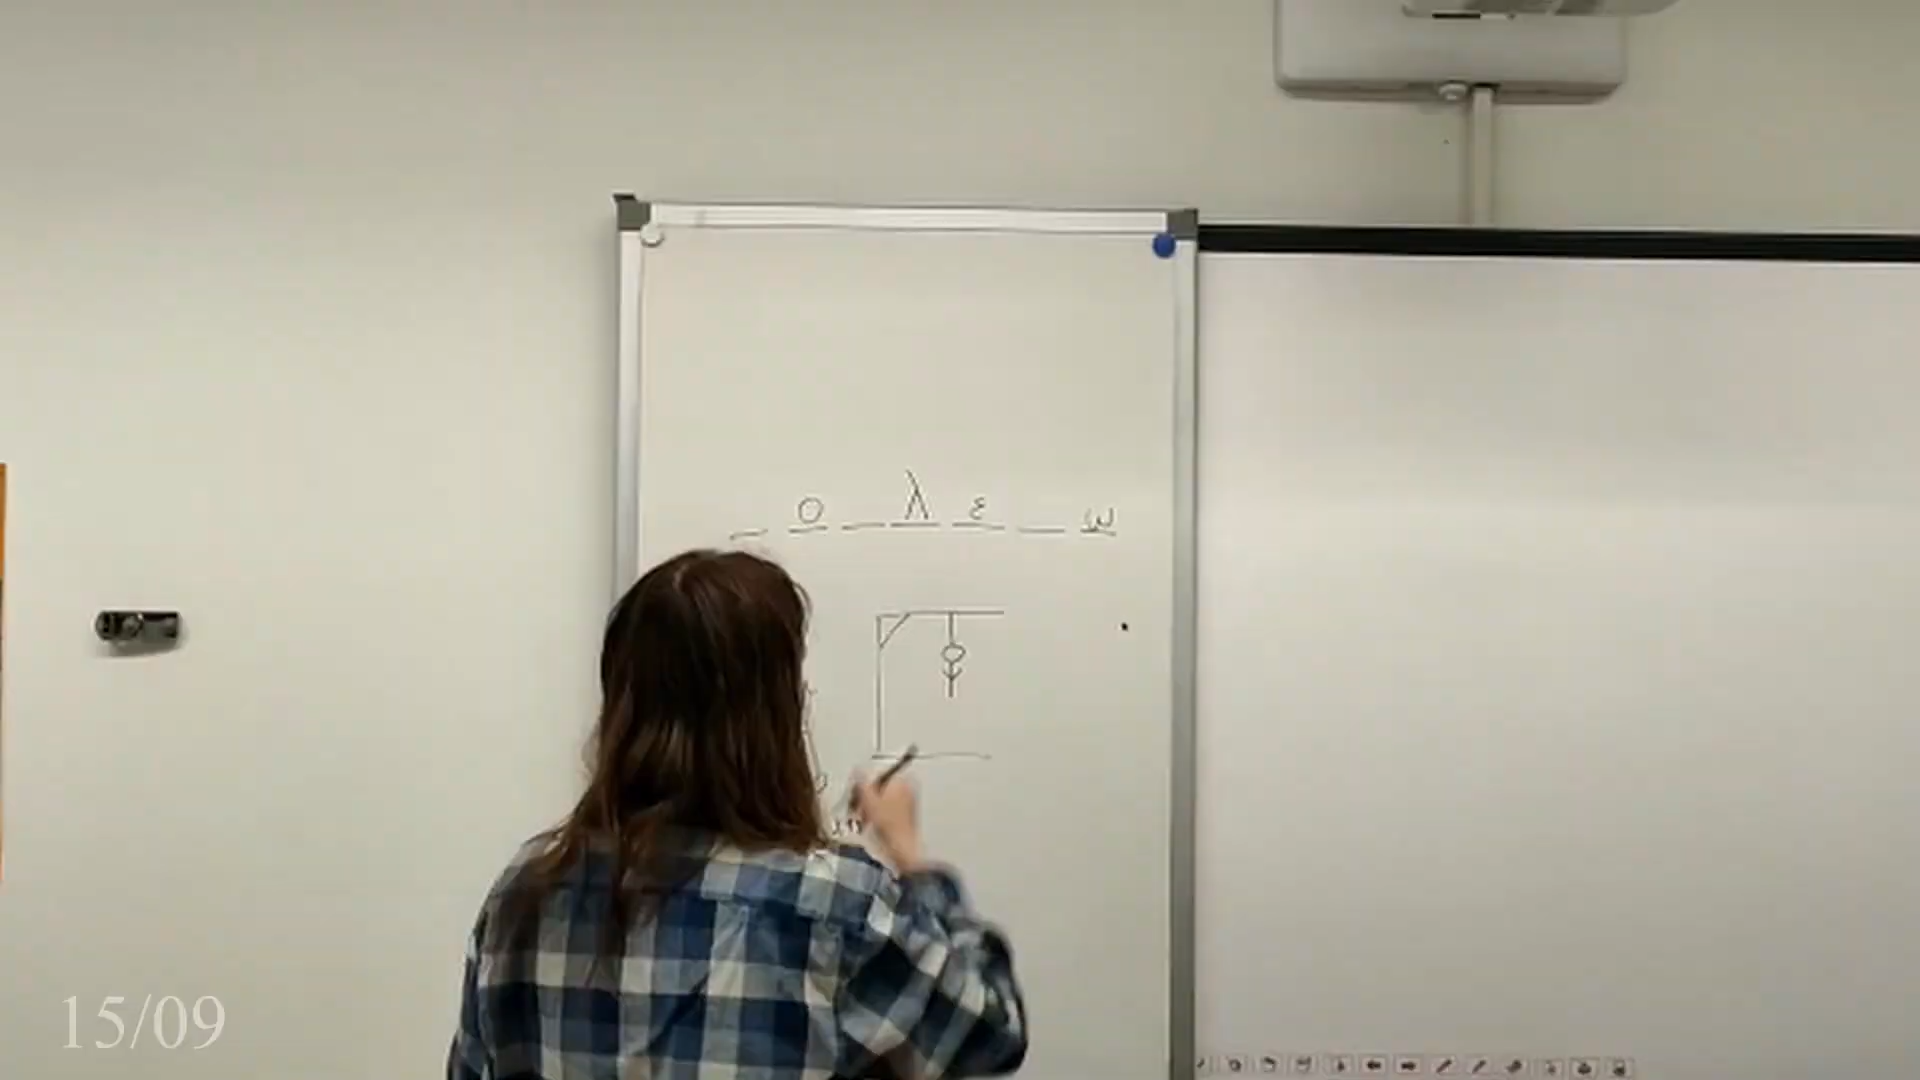 _ ο _ λ ε _ ω
15/09